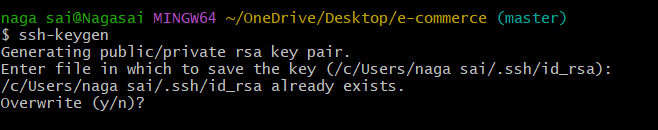 naga sai@Nagasai MINGW64 ~/OneDrive/Desktop/e-commerce (master)
$ ssh-keygen
Generating public/private rsa key pair.
Enter file in which to save the key (/c/Users/naga sai/.ssh/id_rsa):
/c/Users/naga sai/.ssh/id_rsa already exists.
Overwrite (y/n)?